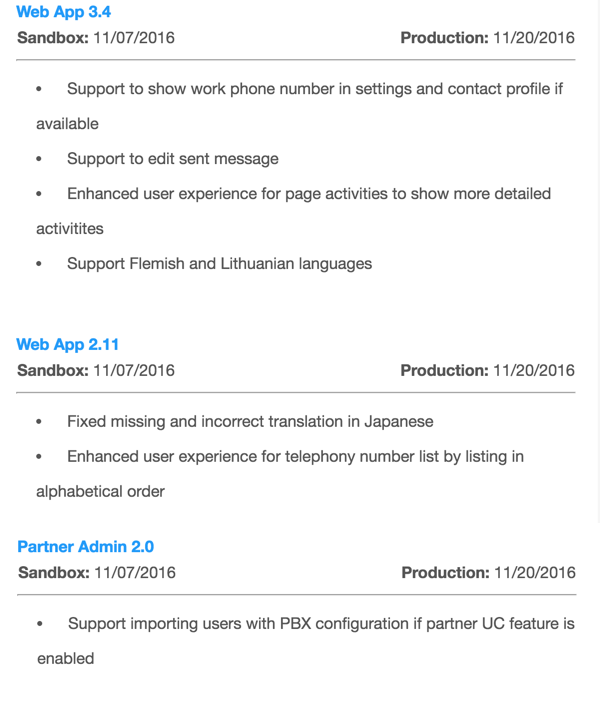 Web App 3.4
Sandbox: 11/07/2016 Production: 11/20/2016
• Support to show work phone number in settings and contact profile if
available
• Support to edit sent message
• Enhanced user experience for page activities to show more detailed
activitites
• Support Flemish and Lithuanian languages
Web App 2.11
Sandbox: 11/07/2016 Production: 11/20/2016
• Fixed missing and incorrect translation in Japanese
• Enhanced user experience for telephony number list by listing in
alphabetical order
Partner Admin 2.0
Sandbox: 11/07/2016 Production: 11/20/2016
• Support importing users with PBX configuration if partner UC feature is
enabled